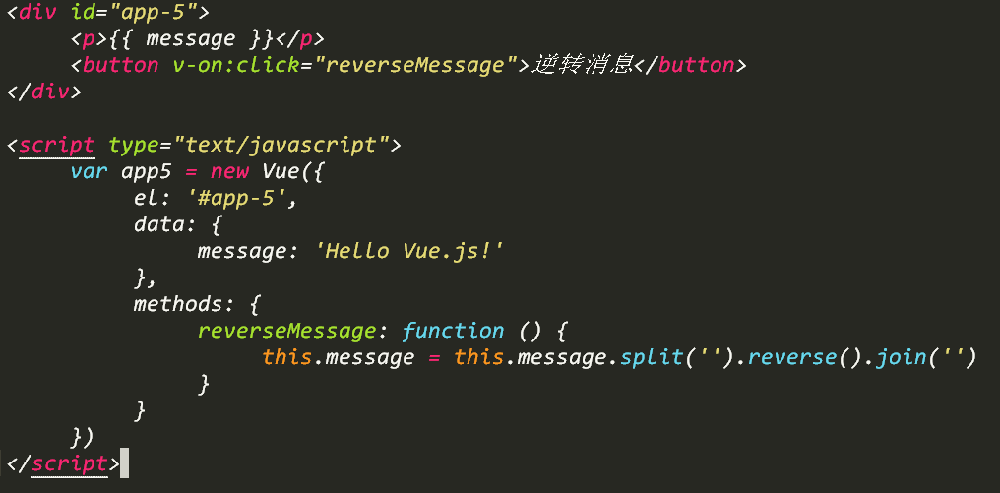 <div id="app-5">
    <p>{{ message }}</p>
    <button v-on:click="reverseMessage">逆转消息</button>
</div>

<script type="text/javascript">
    var app5 = new Vue({
        el: '#app-5',
        data: {
            message: 'Hello Vue.js!'
        },
        methods: {
            reverseMessage: function () {
                this.message = this.message.split('').reverse().join('')
            }
        }
    })
</script>